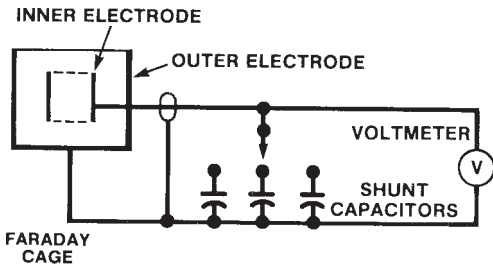 INNER ELECTRODE
OUTER ELECTRODE
VOLTMETER
V
SHUNT
CAPACITORS
FARADAY
CAGE